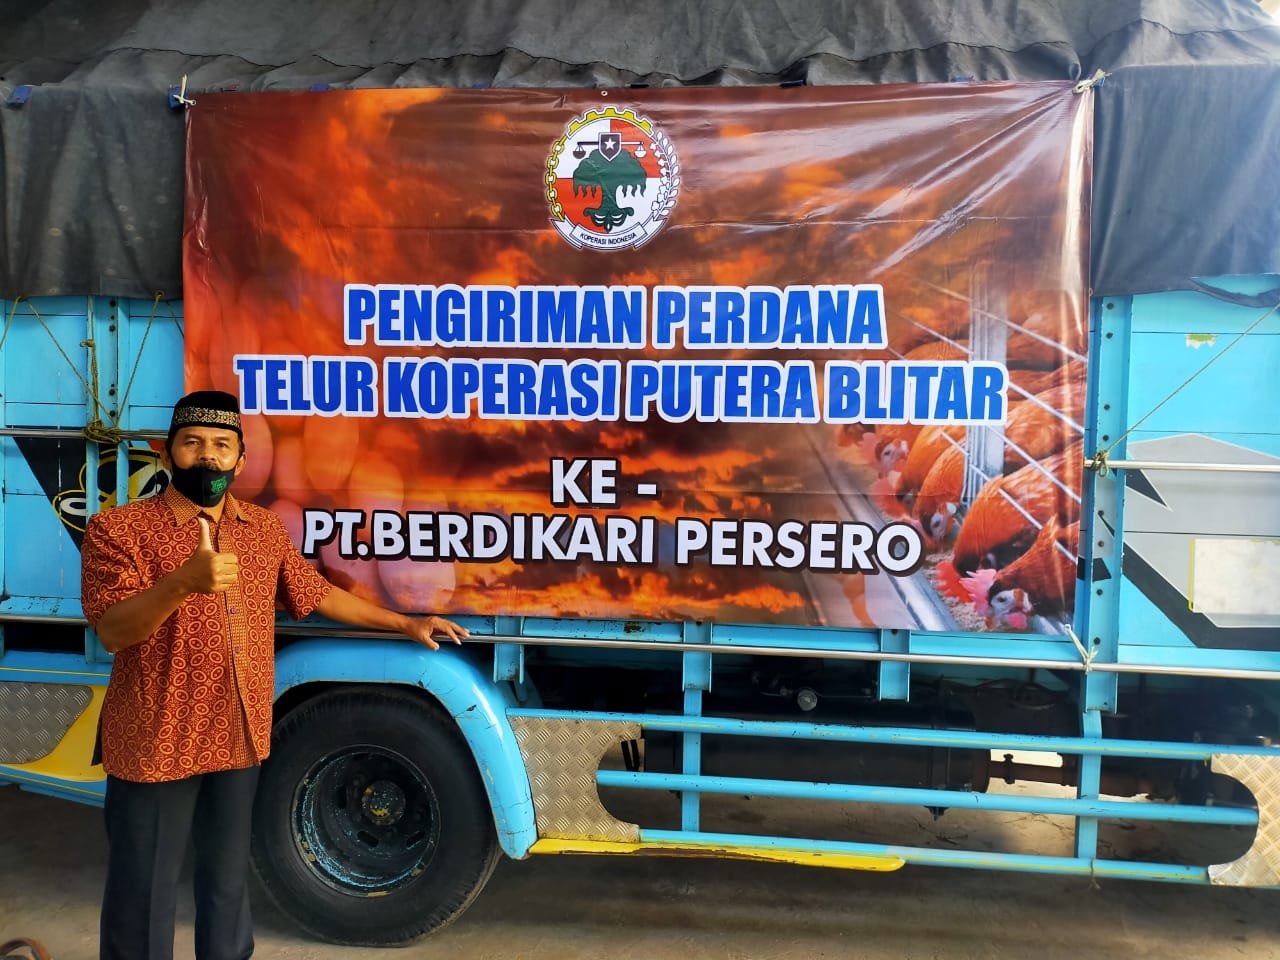 KOPERASI INDONESIA
PENGIRIMAN PERDANA
TELUR KOPERASI PUTERA BLITAR
KE -
PT.BERDIKARI PERSERO